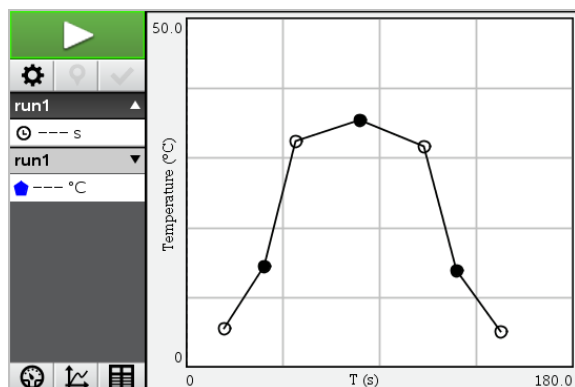 run1
--- s
run1
--- °C
50.0
Temperature (°C)
0
0
T (s)
180.0